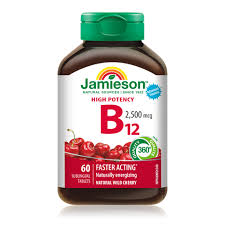 Jamieson
NATURAL SOURCES | SINCE 1922
HIGH POTENCY
B12
2,500 mcg
360°
60
SUBLINGUAL
TABLETS
FASTER ACTING*
Naturally energizing
NATURAL WILD CHERRY